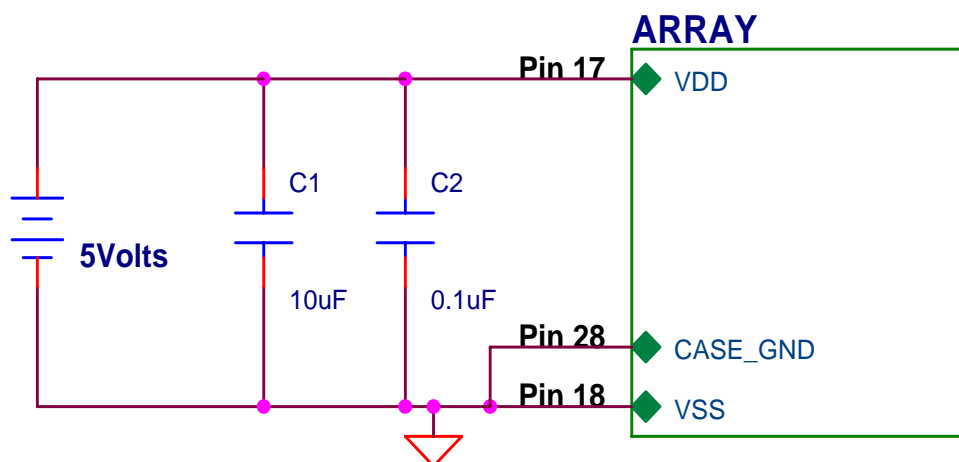 ARRAY
Pin 17
VDD
C1
C2
5Volts
10uF
0.1uF
Pin 28
CASE_GND
Pin 18
VSS